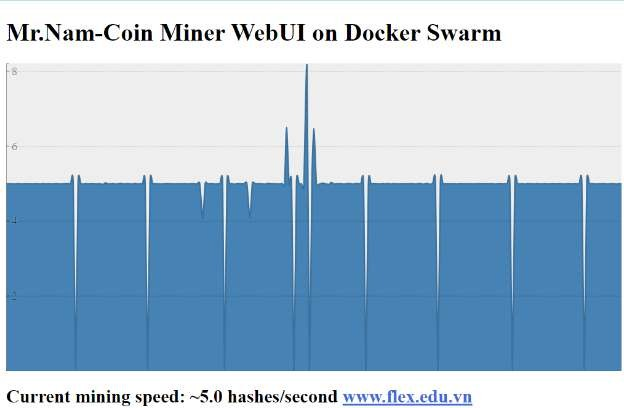 Mr.Nam-Coin Miner WebUI on Docker Swarm
8
6
4
2
Current mining speed: ~5.0 hashes/second www.flex.edu.vn